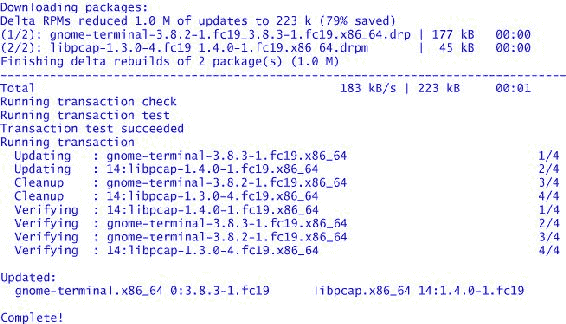 Downloading packages:
Delta RPMs reduced 1.0 M of updates to 223 k (79% saved)
(1/2): gnome-terminal-3.8.2-1.fc19_3.8.3-1.fc19.x86_64.drp | 177 kB   00:00
(2/2): libpcap-1.3.0-4.fc19_1.4.0-1.fc19.x86_64.drpm       |  45 kB   00:00
Finishing delta rebuilds of 2 package(s) (1.0 M)
--------------------------------------------------------------------------------
Total                                            183 kB/s | 223 kB     00:01
Running transaction check
Running transaction test
Transaction test succeeded
Running transaction
  Updating   : gnome-terminal-3.8.3-1.fc19.x86_64                            1/4
  Updating   : 14:libpcap-1.4.0-1.fc19.x86_64                                2/4
  Cleanup    : gnome-terminal-3.8.2-1.fc19.x86_64                            3/4
  Cleanup    : 14:libpcap-1.3.0-4.fc19.x86_64                                4/4
  Verifying  : 14:libpcap-1.4.0-1.fc19.x86_64                                1/4
  Verifying  : gnome-terminal-3.8.3-1.fc19.x86_64                            2/4
  Verifying  : gnome-terminal-3.8.2-1.fc19.x86_64                            3/4
  Verifying  : 14:libpcap-1.3.0-4.fc19.x86_64                                4/4
Updated:
  gnome-terminal.x86_64 0:3.8.3-1.fc19      libpcap.x86_64 14:1.4.0-1.fc19
Complete!